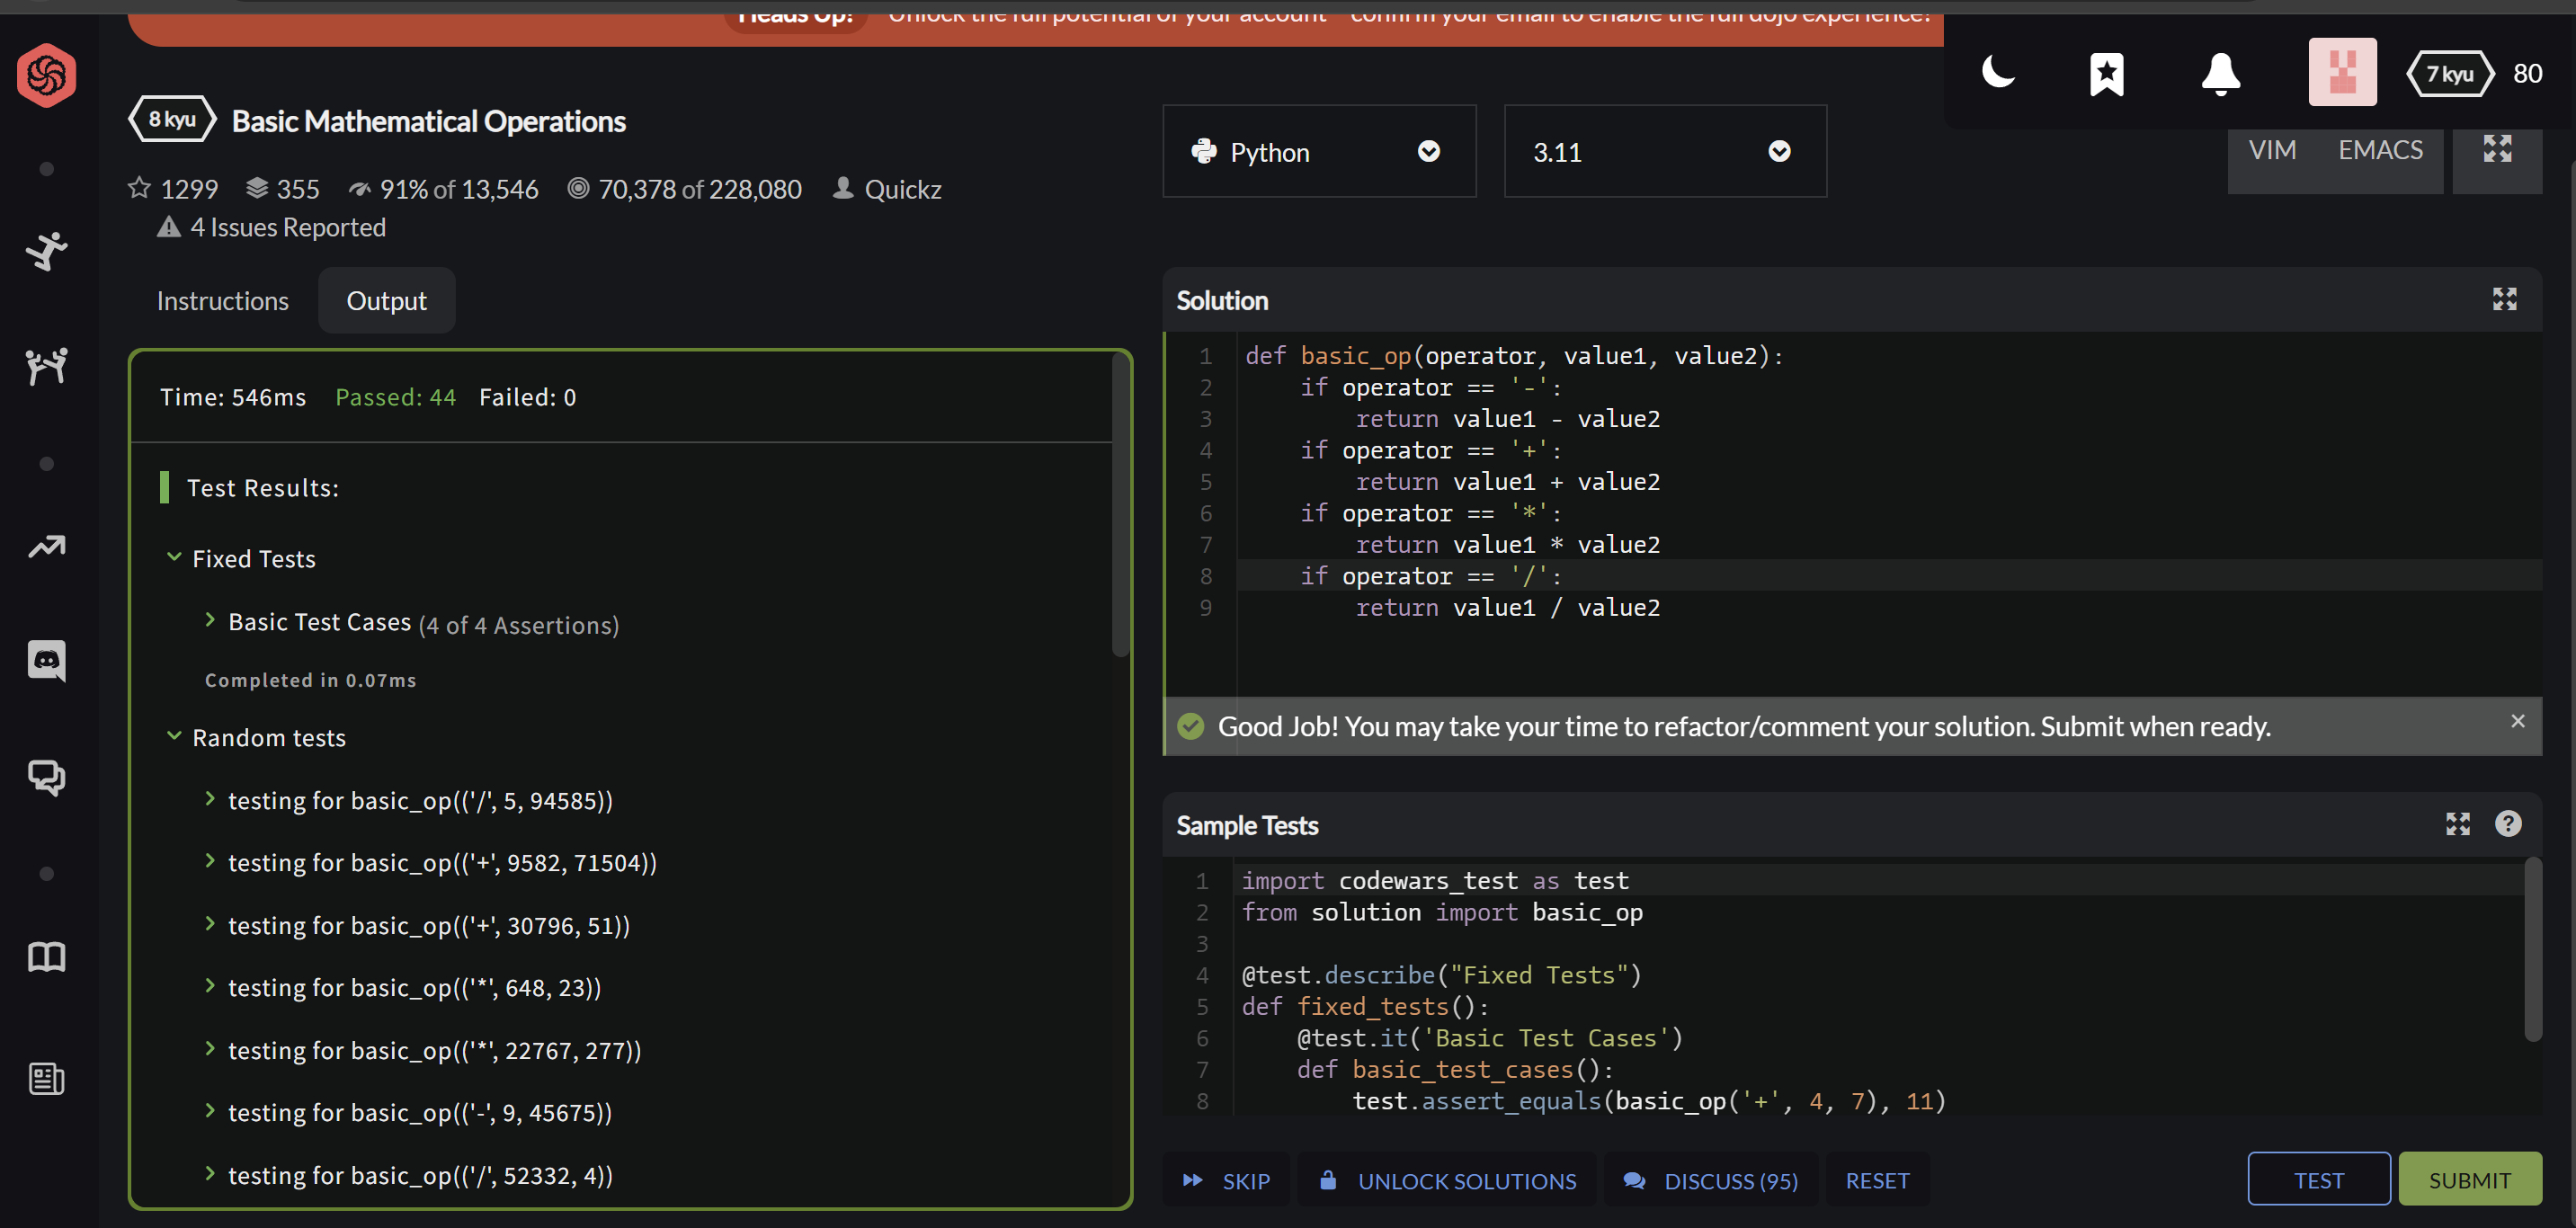 Heads Up! Unlock the full potential of your account confirm your email to enable the full dojo experience!
7 kyu 80
8 kyu Basic Mathematical Operations
1299 355 91% of 13,546 70,378 of 228,080 Quickz
4 Issues Reported
Python 3.11 VIM EMACS
Instructions Output
Time: 546ms Passed: 44 Failed: 0
Test Results:
Fixed Tests
Basic Test Cases (4 of 4 Assertions)
Completed in 0.07ms
Random tests
testing for basic_op(('/', 5, 94585))
testing for basic_op(('+', 9582, 71504))
testing for basic_op(('+', 30796, 51))
testing for basic_op(('*', 648, 23))
testing for basic_op(('*', 22767, 277))
testing for basic_op(('-', 9, 45675))
testing for basic_op(('/', 52332, 4))
Solution
1 def basic_op(operator, value1, value2):
2     if operator == '-':
3         return value1 - value2
4     if operator == '+':
5         return value1 + value2
6     if operator == '*':
7         return value1 * value2
8     if operator == '/':
9         return value1 / value2
Good Job! You may take your time to refactor/comment your solution. Submit when ready.
Sample Tests
1 import codewars_test as test
2 from solution import basic_op
3
4 @test.describe("Fixed Tests")
5 def fixed_tests():
6     @test.it('Basic Test Cases')
7     def basic_test_cases():
8         test.assert_equals(basic_op('+', 4, 7), 11)
SKIP UNLOCK SOLUTIONS DISCUSS (95) RESET TEST SUBMIT